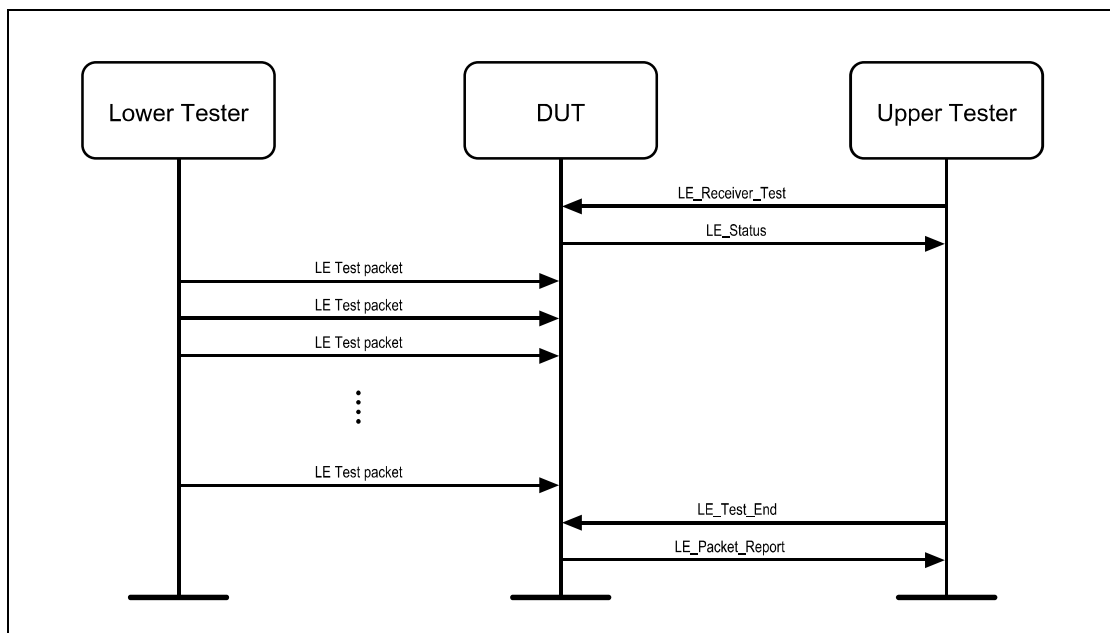 Lower Tester
DUT
Upper Tester
LE_Receiver_Test
LE_Status
LE Test packet
LE Test packet
LE Test packet
LE Test packet
LE_Test_End
LE_Packet_Report